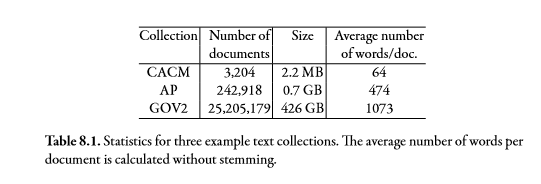 Collection Number of Size Average number
documents of words/doc.
CACM 3,204 2.2 MB 64
AP 242,918 0.7 GB 474
GOV2 25,205,179 426 GB 1073
Table 8.1. Statistics for three example text collections. The average number of words per
document is calculated without stemming.